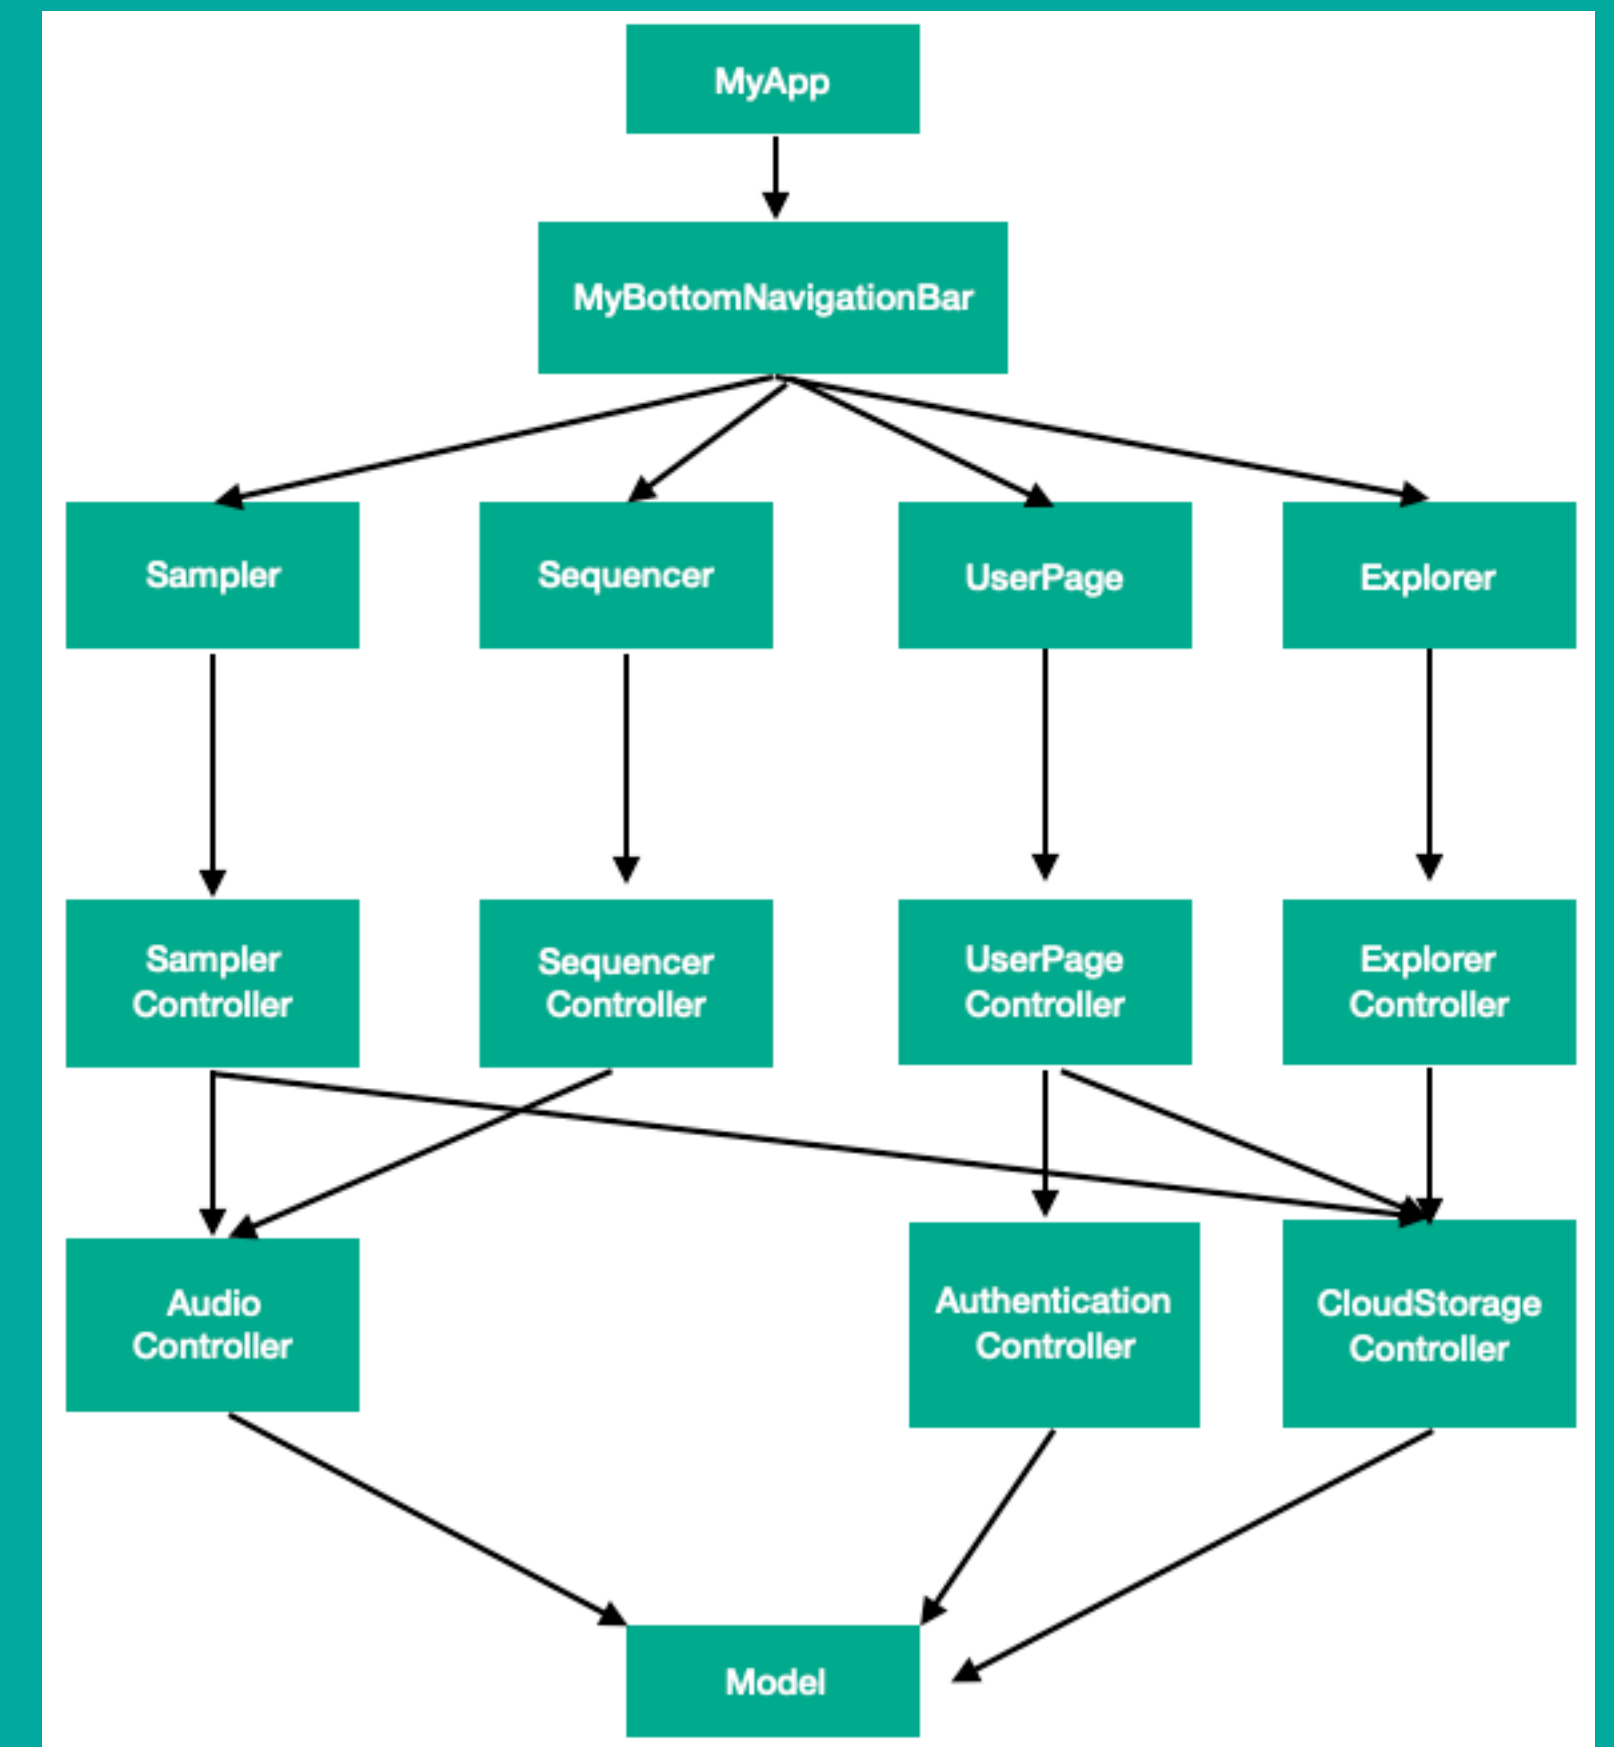 MyApp
MyBottomNavigationBar
Sampler
Sequencer
UserPage
Explorer
Sampler
Controller
Sequencer
Controller
UserPage
Controller
Explorer
Controller
Audio
Controller
Authentication
Controller
CloudStorage
Controller
Model